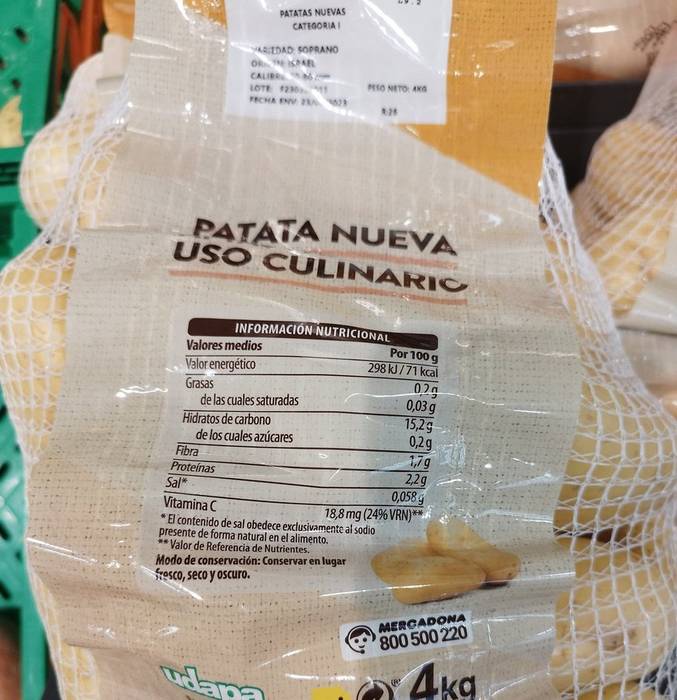 PATATAS NUEVAS
CATEGORIA I
VARIEDAD: SOPRANO
ISRAEL
LOTE: PESO NETO: 4KG
FECHA ENV:
PATATA NUEVA
USO CULINARIO
INFORMACIÓN NUTRICIONAL
Valores medios Por 100 g
Valor energético 298 kJ / 71 kcal
Grasas 0,2 g
de las cuales saturadas 0,03 g
Hidratos de carbono 15,2 g
de los cuales azúcares 0,2 g
Fibra 1,7 g
Proteínas 2,2 g
Sal* 0,058 g
Vitamina C 18,8 mg (24% VRN)**
* El contenido de sal obedece exclusivamente al sodio
presente de forma natural en el alimento.
** Valor de Referencia de Nutrientes.
Modo de conservación: Conservar en lugar
fresco, seco y oscuro.
MERCADONA
800 500 220
udapa
4kg